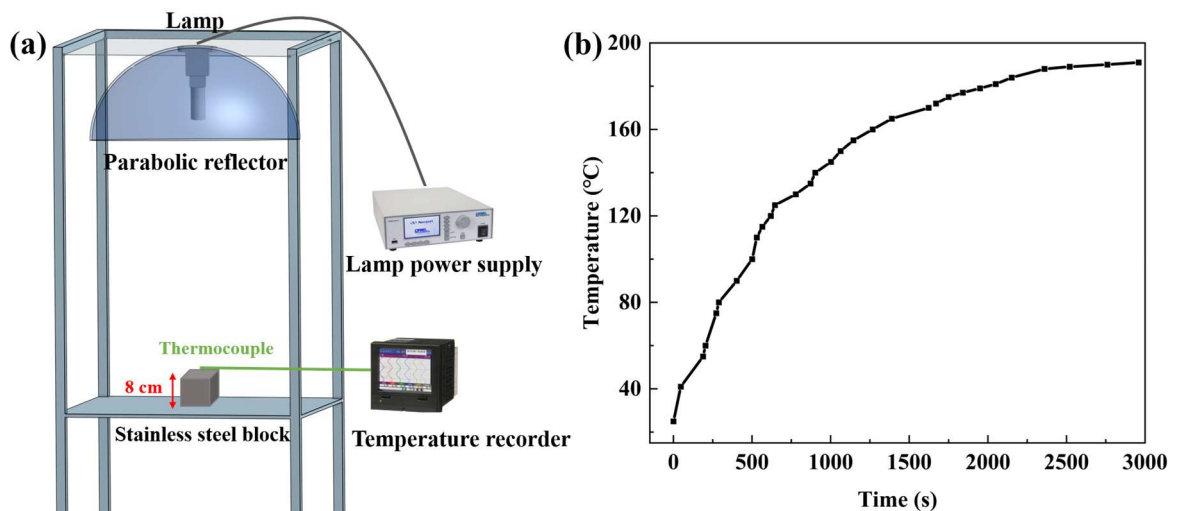 (a)
Lamp
Parabolic reflector
Lamp power supply
Thermocouple
8 cm
Stainless steel block
Temperature recorder
(b)
Temperature (℃)
200
160
120
80
40
0 500 1000 1500 2000 2500 3000
Time (s)